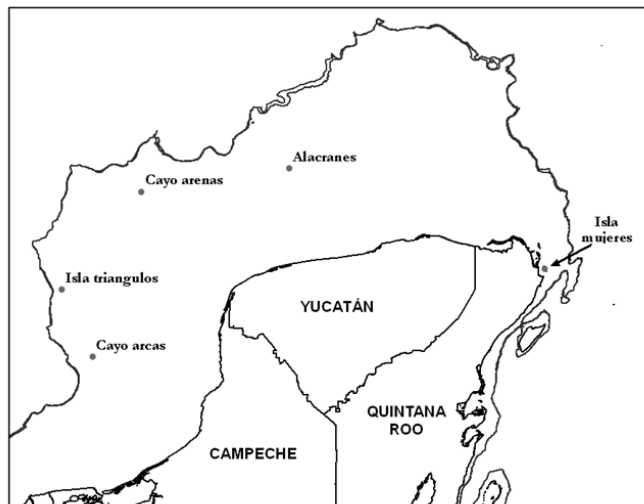 Alacranes
Cayo arenas
Isla
mujeres
Isla triangulos
YUCATÁN
Cayo arcas
QUINTANA
ROO
CAMPECHE